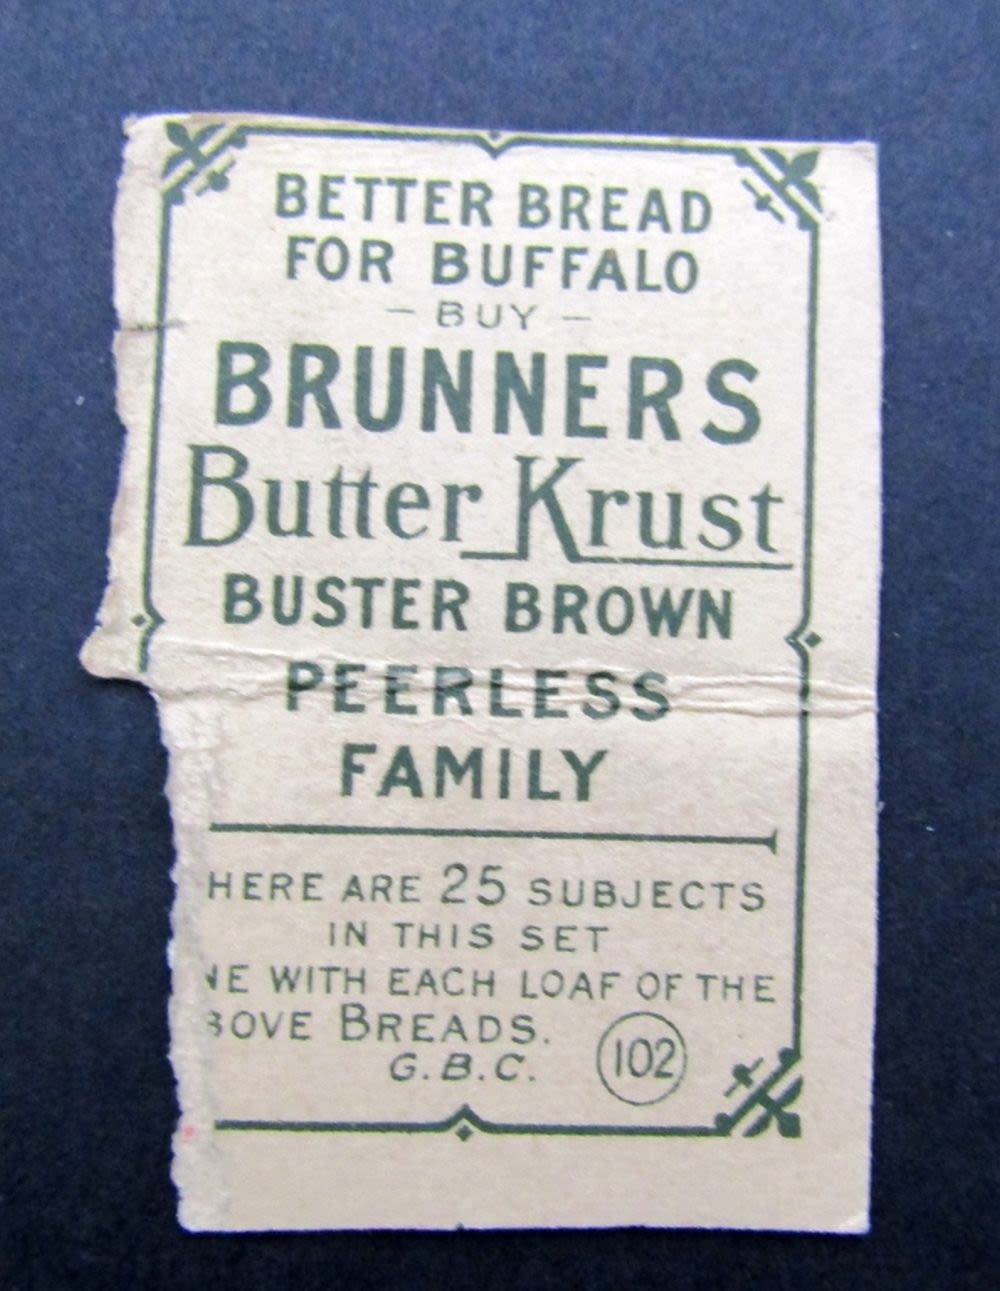 BETTER BREAD
FOR BUFFALO
- BUY -
BRUNNERS
Butter Krust
BUSTER BROWN
PEERLESS
FAMILY
HERE ARE 25 SUBJECTS
IN THIS SET
NE WITH EACH LOAF OF THE
BOVE BREADS.
G.B.C.
102